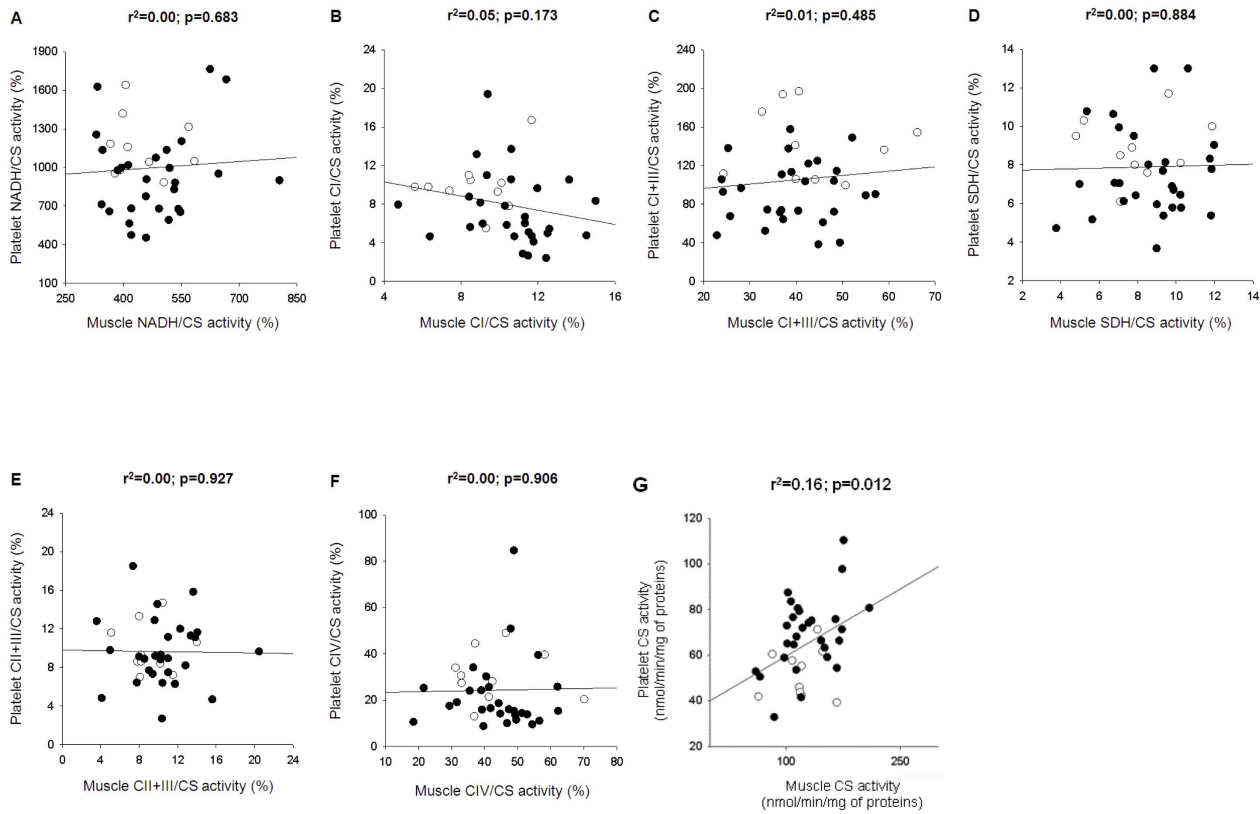 A
r²=0.00; p=0.683
Platelet NADH/CS activity (%)
1900
1600
1300
1000
700
400
100
250
400
550
700
850
Muscle NADH/CS activity (%)
B
r²=0.05; p=0.173
Platelet CI/CS activity (%)
24
20
16
12
8
4
0
4
8
12
16
Muscle CI/CS activity (%)
C
r²=0.01; p=0.485
Platelet CI+III/CS activity (%)
240
200
160
120
80
40
0
20
30
40
50
60
70
Muscle CI+III/CS activity (%)
D
r²=0.00; p=0.884
Platelet SDH/CS activity (%)
14
12
10
8
6
4
2
2
4
6
8
10
12
14
Muscle SDH/CS activity (%)
E
r²=0.00; p=0.927
Platelet CII+III/CS activity (%)
24
20
16
12
8
4
0
0
4
8
12
16
20
24
Muscle CII+III/CS activity (%)
F
r²=0.00; p=0.906
Platelet CIV/CS activity (%)
100
80
60
40
20
0
10
20
30
40
50
60
70
80
Muscle CIV/CS activity (%)
G
r²=0.16; p=0.012
Platelet CS activity
(nmol/min/mg of proteins)
120
100
80
60
40
20
100
250
Muscle CS activity
(nmol/min/mg of proteins)